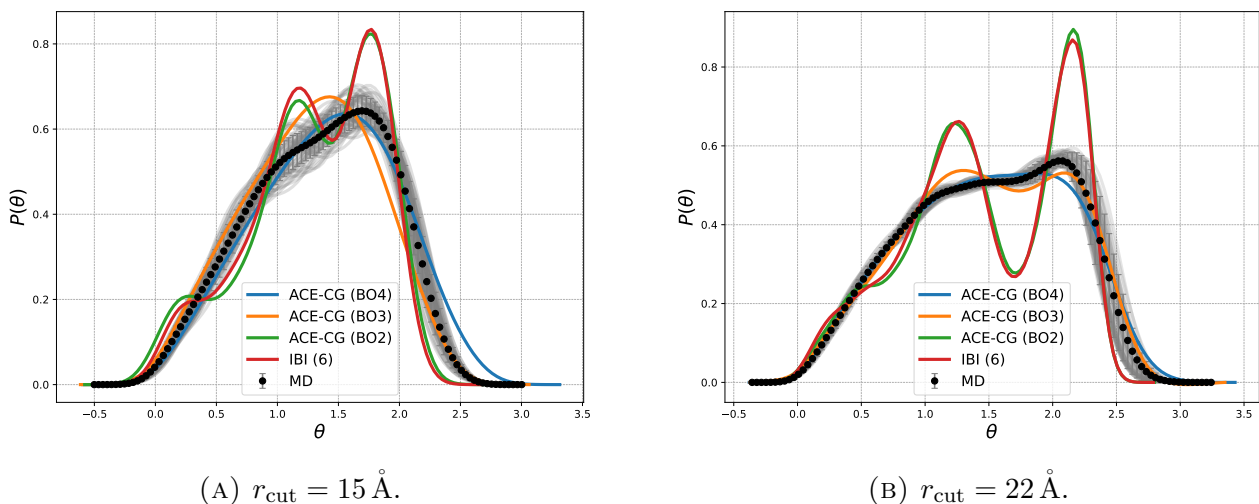 0.8
0.6
0.4
0.2
0.0
P(θ)
ACE-CG (BO4)
ACE-CG (BO3)
ACE-CG (BO2)
IBI (6)
MD
−0.5 0.0 0.5 1.0 1.5 2.0 2.5 3.0 3.5
θ
(A) r_cut = 15 Å.
0.8
0.6
0.4
0.2
0.0
P(θ)
ACE-CG (BO4)
ACE-CG (BO3)
ACE-CG (BO2)
IBI (6)
MD
0.0 0.5 1.0 1.5 2.0 2.5 3.0 3.5
θ
(B) r_cut = 22 Å.